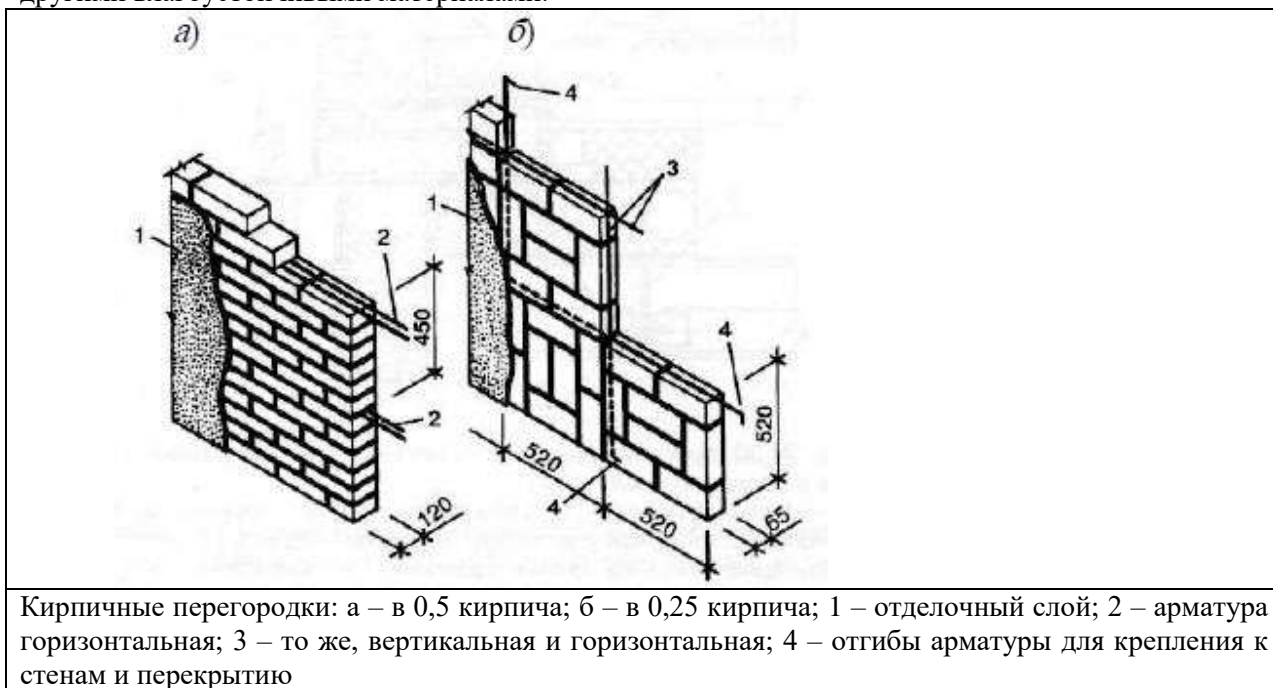 а)
б)
4
3
1
1
2
450
4
2
520
520
4
120
520
65
Кирпичные перегородки: а – в 0,5 кирпича; б – в 0,25 кирпича; 1 – отделочный слой; 2 – арматура
горизонтальная; 3 – то же, вертикальная и горизонтальная; 4 – отгибы арматуры для крепления к
стенам и перекрытию